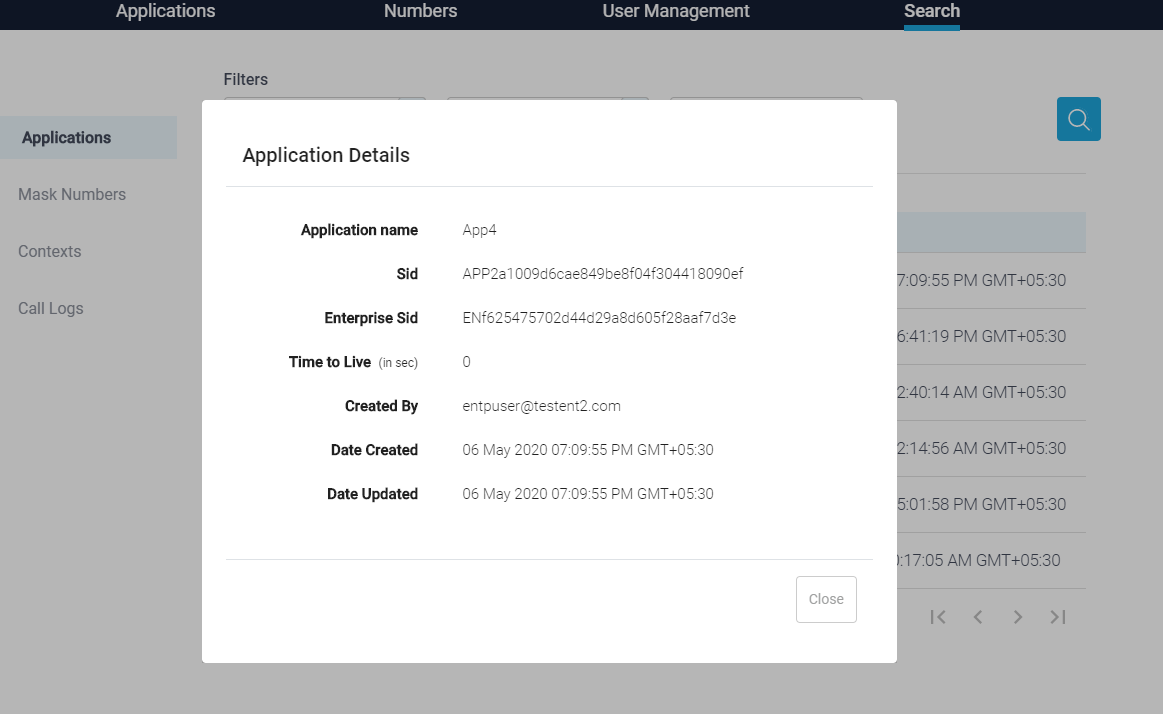 Applications Numbers User Management Search
Filters
Applications
Mask Numbers
Contexts
Call Logs
Application Details
Application name App4
Sid APP2a1009d6cae849be8f04f304418090ef
Enterprise Sid ENf625475702d44d29a8d605f28aaf7d3e
Time to Live (in sec) 0
Created By entpuser@testent2.com
Date Created 06 May 2020 07:09:55 PM GMT+05:30
Date Updated 06 May 2020 07:09:55 PM GMT+05:30
Close
7:09:55 PM GMT+05:30
6:41:19 PM GMT+05:30
2:40:14 AM GMT+05:30
2:14:56 AM GMT+05:30
5:01:58 PM GMT+05:30
:17:05 AM GMT+05:30